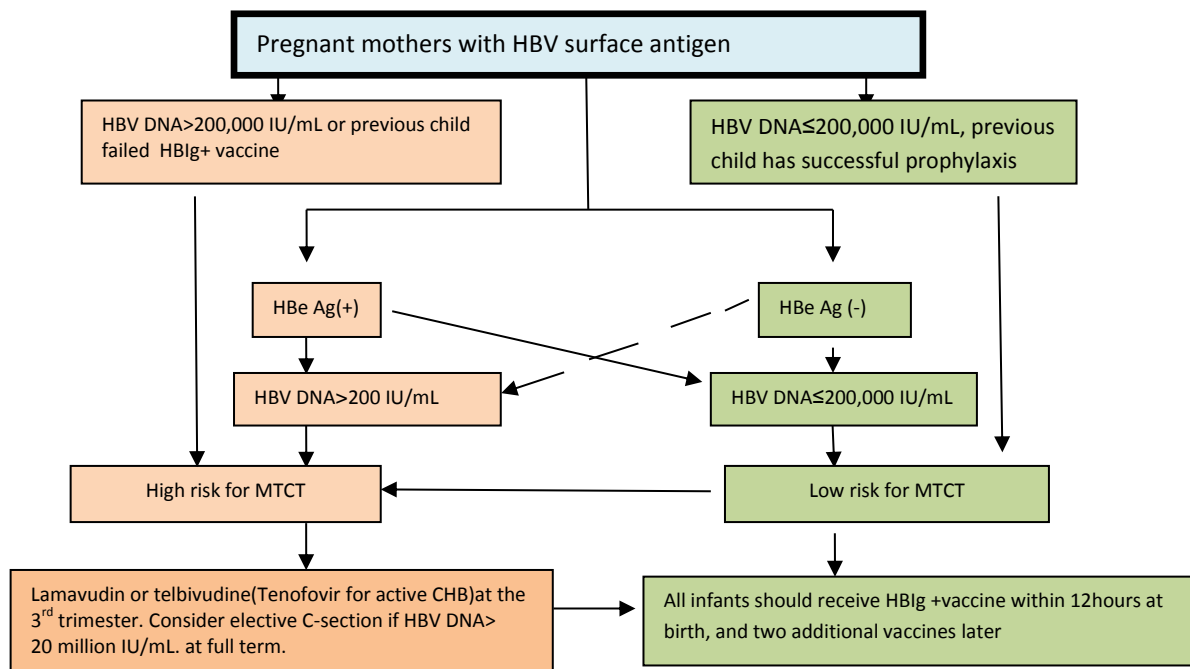 Pregnant mothers with HBV surface antigen
HBV DNA>200,000 IU/mL or previous child
failed HBIg+ vaccine
HBV DNA≤200,000 IU/mL, previous
child has successful prophylaxis
HBe Ag(+)
HBe Ag (-)
HBV DNA>200 IU/mL
HBV DNA≤200,000 IU/mL
High risk for MTCT
Low risk for MTCT
Lamavudin or telbivudine(Tenofovir for active CHB)at the
3rd trimester. Consider elective C-section if HBV DNA>
20 million IU/mL. at full term.
All infants should receive HBIg +vaccine within 12hours at
birth, and two additional vaccines later